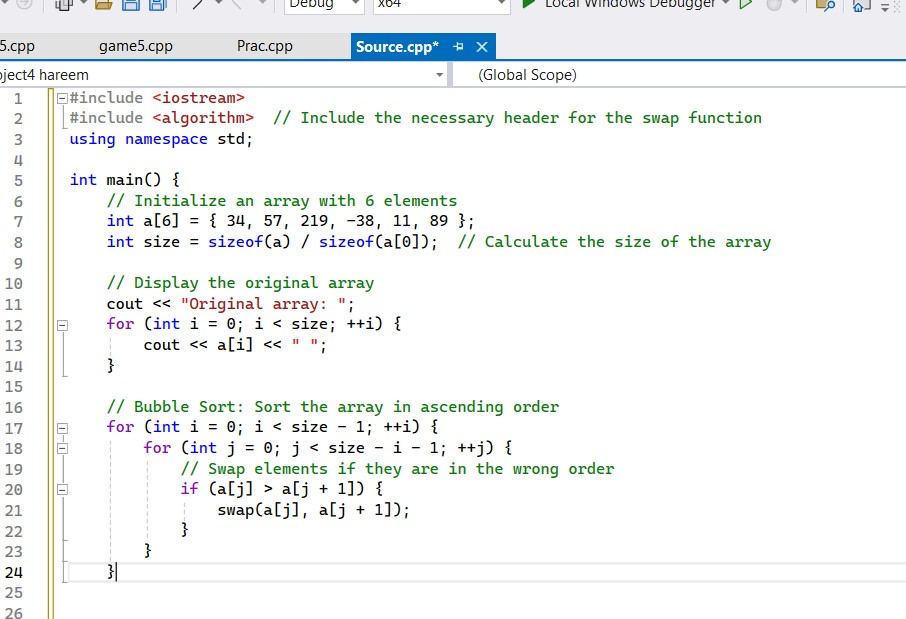 Debug x64 Local Windows Debugger
5.cpp game5.cpp Prac.cpp Source.cpp*
oject4 hareem (Global Scope)
1 #include <iostream>
2 #include <algorithm>  // Include the necessary header for the swap function
3 using namespace std;
4
5 int main() {
6     // Initialize an array with 6 elements
7     int a[6] = { 34, 57, 219, -38, 11, 89 };
8     int size = sizeof(a) / sizeof(a[0]);  // Calculate the size of the array
9
10     // Display the original array
11     cout << "Original array: ";
12     for (int i = 0; i < size; ++i) {
13         cout << a[i] << " ";
14     }
15
16     // Bubble Sort: Sort the array in ascending order
17     for (int i = 0; i < size - 1; ++i) {
18         for (int j = 0; j < size - i - 1; ++j) {
19             // Swap elements if they are in the wrong order
20             if (a[j] > a[j + 1]) {
21                 swap(a[j], a[j + 1]);
22             }
23         }
24     }
25
26